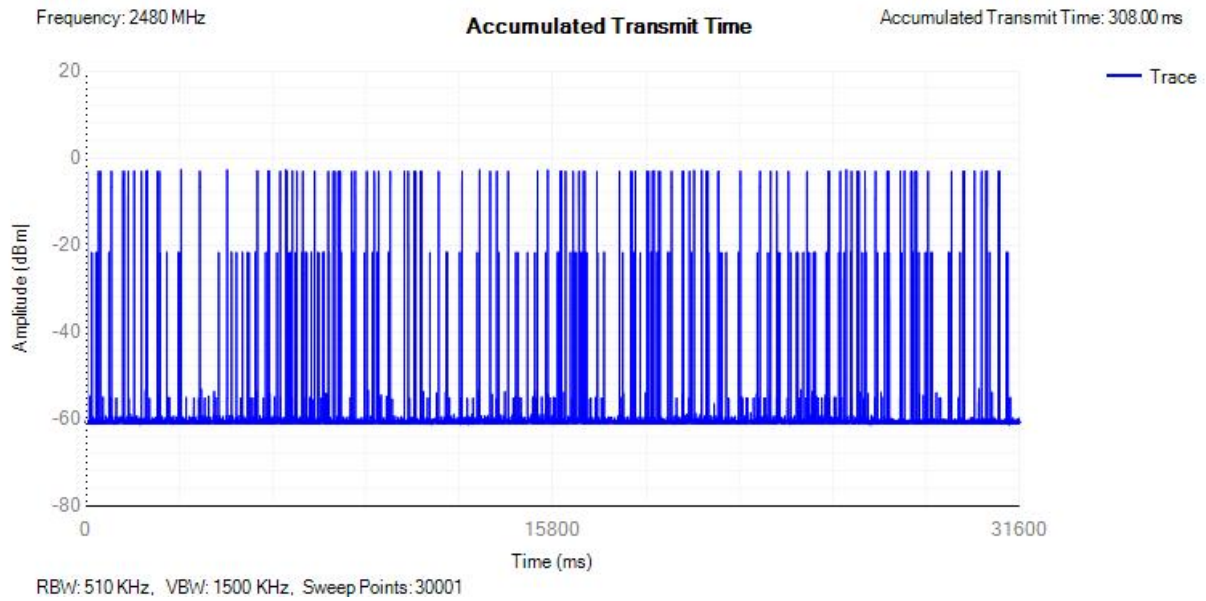 Frequency: 2480 MHz
Accumulated Transmit Time
Accumulated Transmit Time: 308.00 ms
Trace
20
0
-20
-40
-60
-80
Amplitude (dBm)
0
15800
31600
Time (ms)
RBW: 510 KHz, VBW: 1500 KHz, Sweep Points: 30001